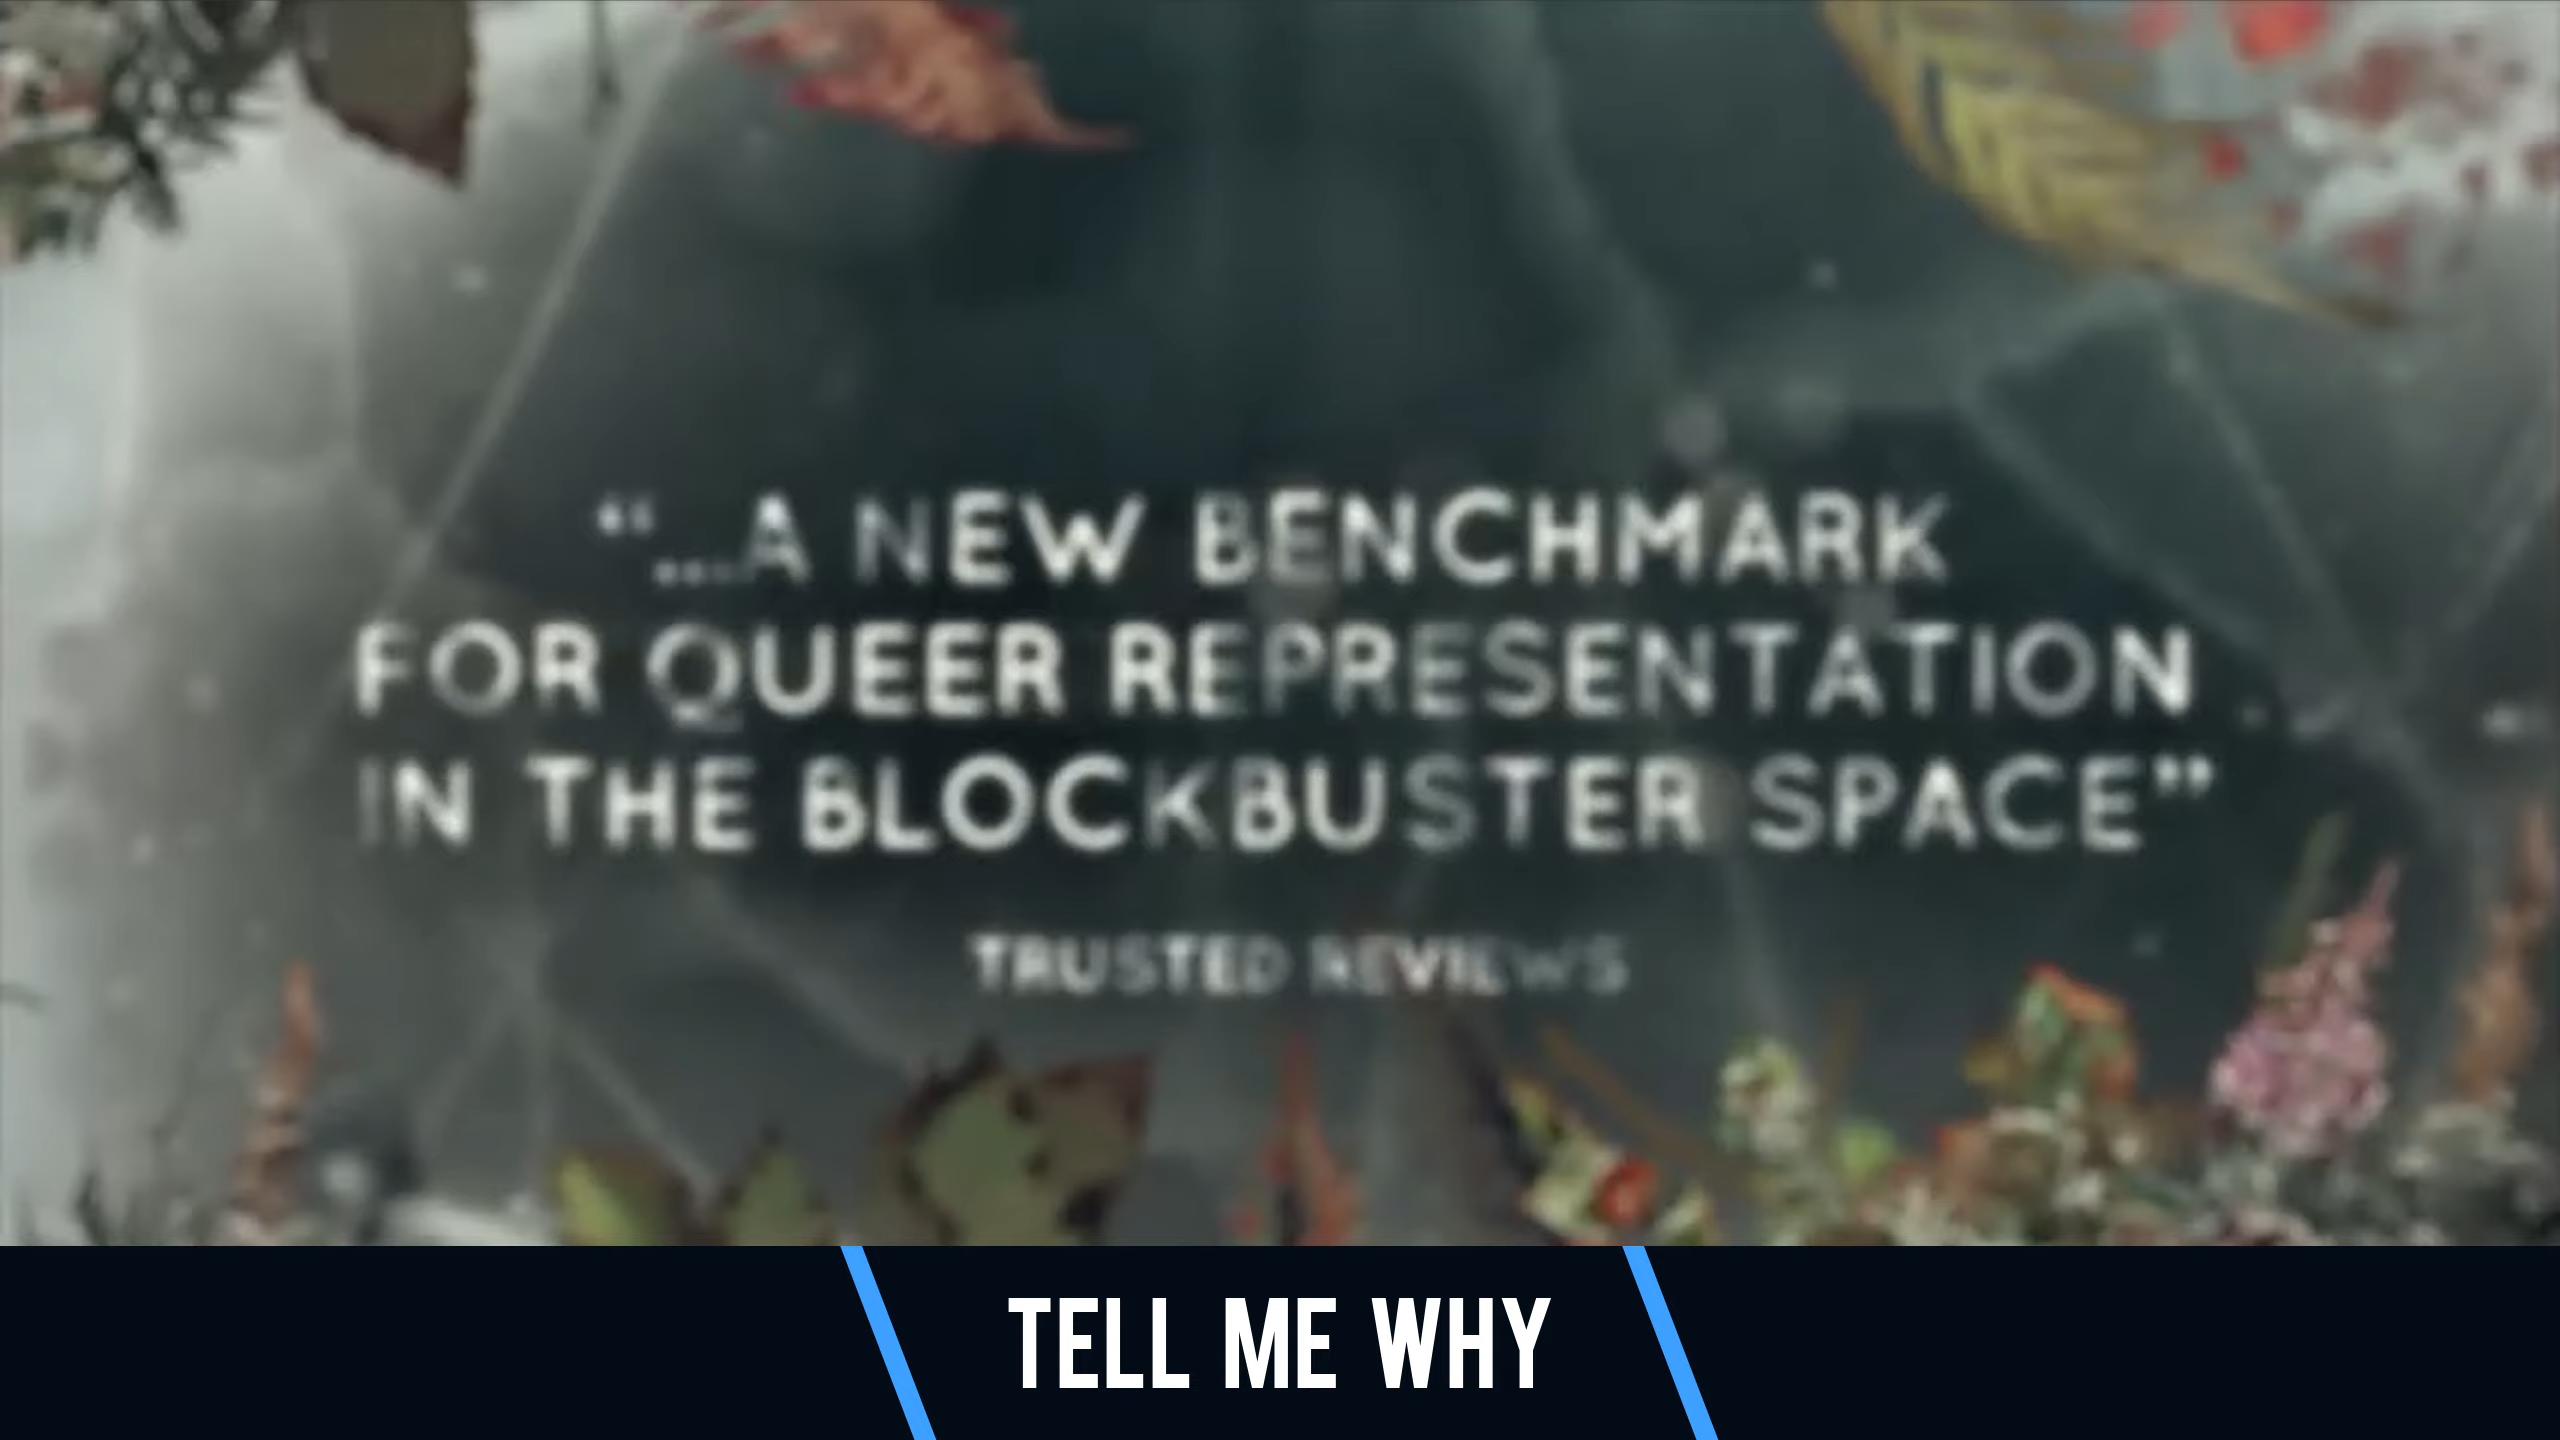 “...A NEW BENCHMARK
FOR QUEER REPRESENTATION
IN THE BLOCKBUSTER SPACE”
TRUSTED REVIEWS
TELL ME WHY